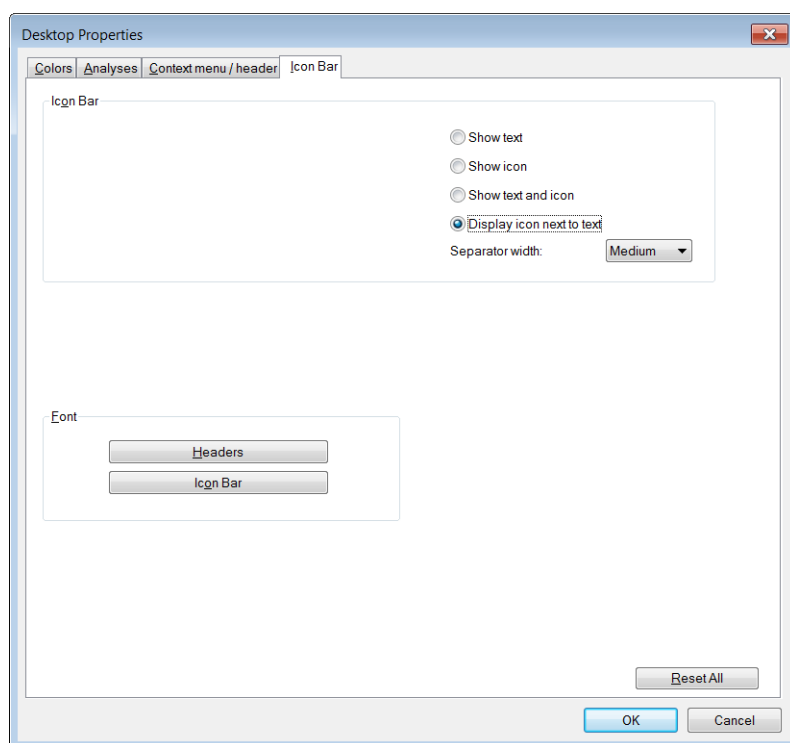 Desktop Properties
Colors Analyses Context menu / header Icon Bar
Icon Bar
Show text
Show icon
Show text and icon
Display icon next to text
Separator width: Medium
Font
Headers
Icon Bar
Reset All
OK Cancel